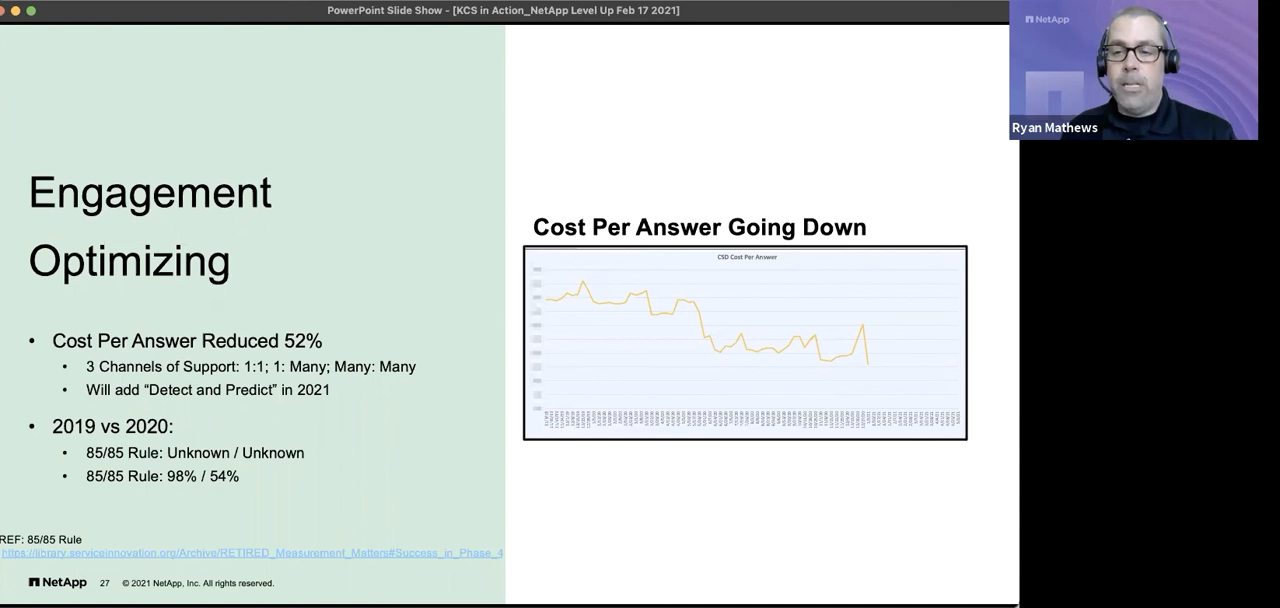 PowerPoint Slide Show - [KCS in Action_NetApp Level Up Feb 17 2021]
NetApp
Ryan Mathews
Engagement
Optimizing
• Cost Per Answer Reduced 52%
• 3 Channels of Support: 1:1; 1: Many; Many: Many
• Will add “Detect and Predict” in 2021
• 2019 vs 2020:
• 85/85 Rule: Unknown / Unknown
• 85/85 Rule: 98% / 54%
REF: 85/85 Rule
https://library.serviceinnovation.org/Archive/RETIRED_Measurement_Matters#Success_in_Phase_4
NetApp 27 © 2021 NetApp, Inc. All rights reserved.
Cost Per Answer Going Down
CSD Cost Per Answer